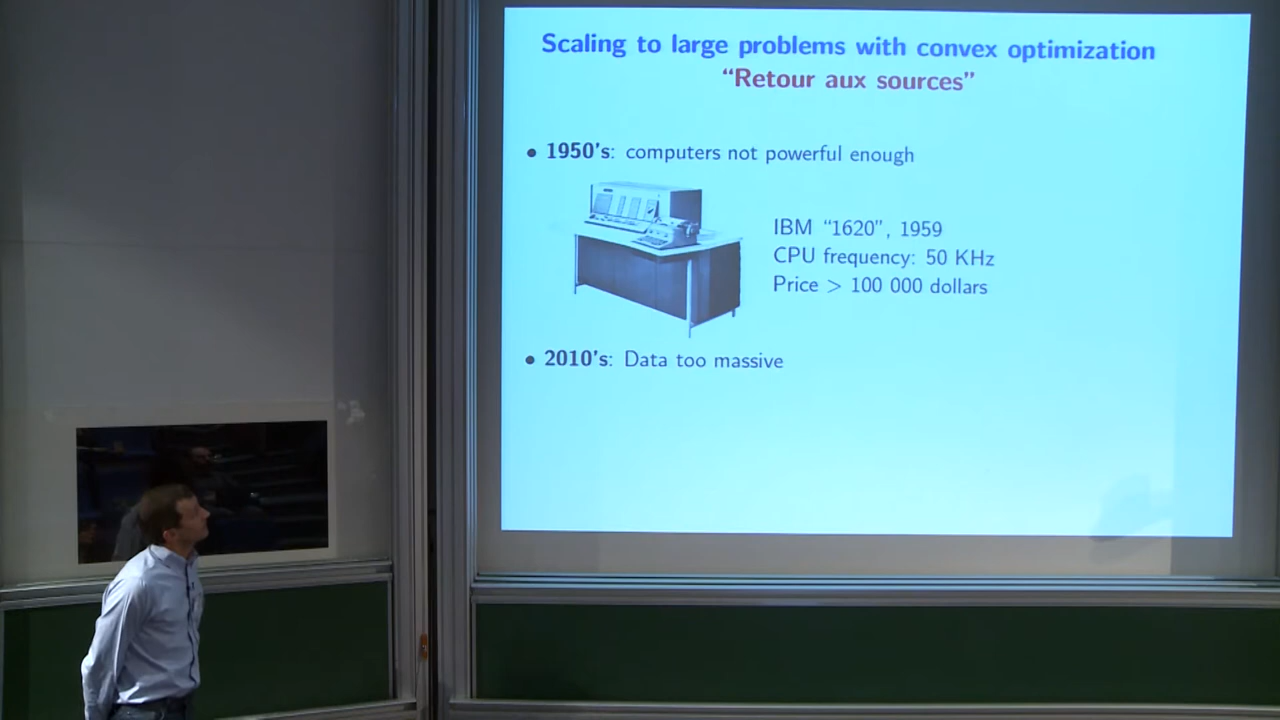 Scaling to large problems with convex optimization
“Retour aux sources”
• 1950's: computers not powerful enough
IBM “1620”, 1959
CPU frequency: 50 KHz
Price > 100 000 dollars
• 2010's: Data too massive